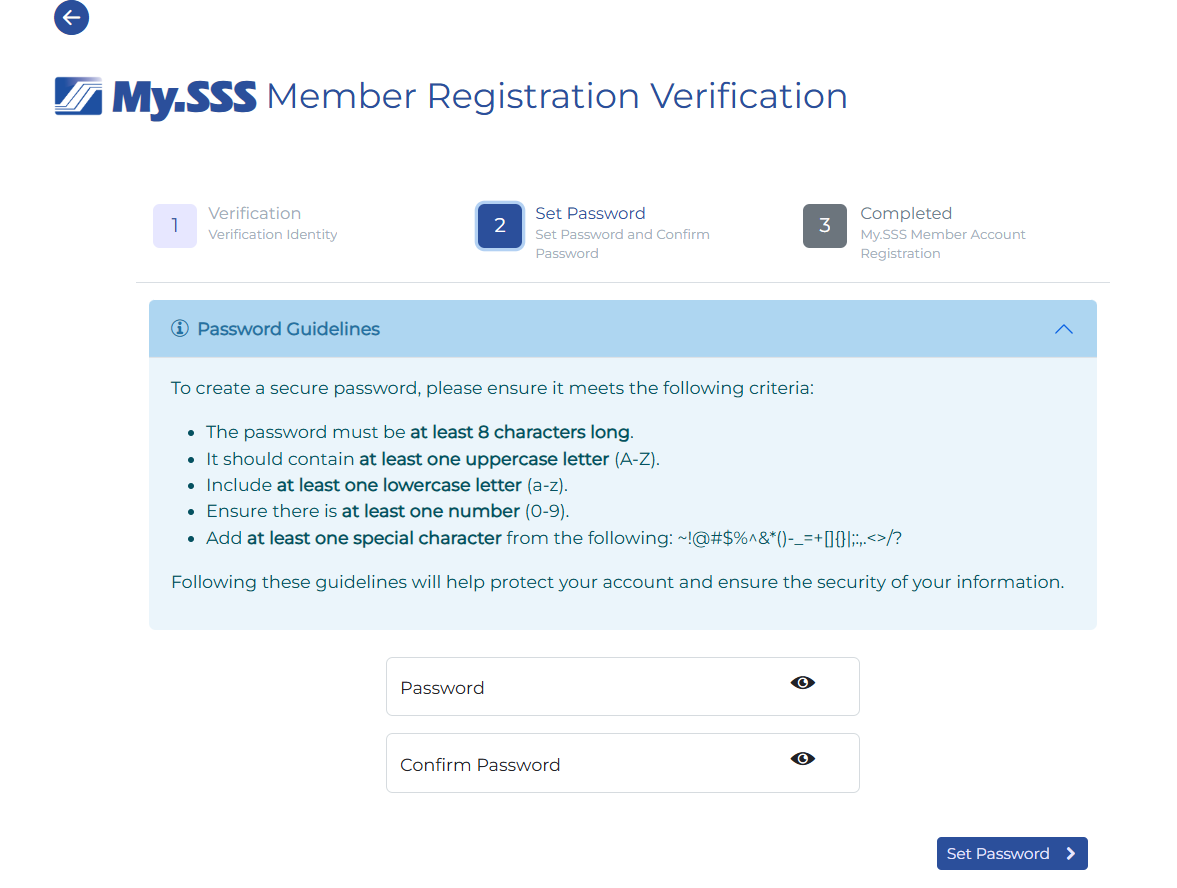 My.SSS Member Registration Verification
1
Verification
Verification Identity
2
Set Password
Set Password and Confirm
Password
3
Completed
My.SSS Member Account
Registration
Password Guidelines
To create a secure password, please ensure it meets the following criteria:
• The password must be at least 8 characters long.
• It should contain at least one uppercase letter (A-Z).
• Include at least one lowercase letter (a-z).
• Ensure there is at least one number (0-9).
• Add at least one special character from the following: ~!@#$%^&*()-_=+[]{}|;:,.<>/?
Following these guidelines will help protect your account and ensure the security of your information.
Password
Confirm Password
Set Password